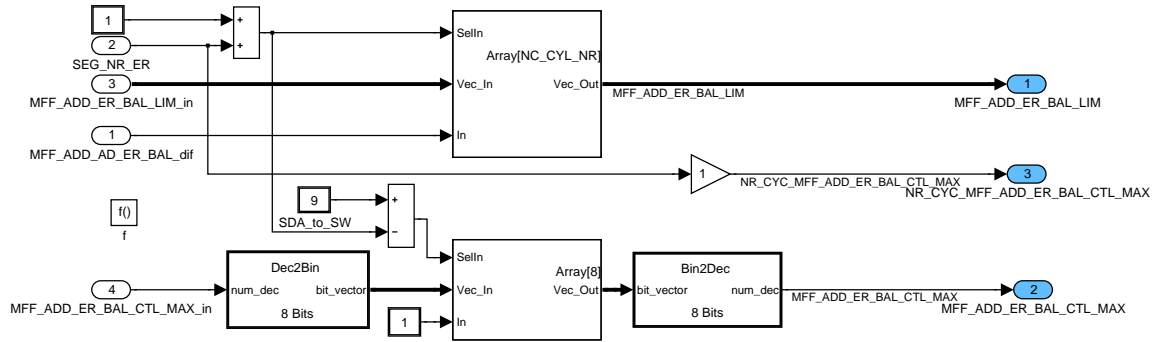 1
+
+
2
SEG_NR_ER
SelIn
Array[NC_CYL_NR]
3
MFF_ADD_ER_BAL_LIM_in
Vec_In
Vec_Out
MFF_ADD_ER_BAL_LIM
1
MFF_ADD_ER_BAL_LIM
1
MFF_ADD_AD_ER_BAL_dif
In
1
NR_CYC_MFF_ADD_ER_BAL_CTL_MAX
3
NR_CYC_MFF_ADD_ER_BAL_CTL_MAX
9
SDA_to_SW
+
−
f()
f
SelIn
Array[8]
Dec2Bin
Bin2Dec
4
MFF_ADD_ER_BAL_CTL_MAX_in
num_dec
bit_vector
Vec_In
Vec_Out
bit_vector
num_dec
MFF_ADD_ER_BAL_CTL_MAX
2
MFF_ADD_ER_BAL_CTL_MAX
8 Bits
1
In
8 Bits